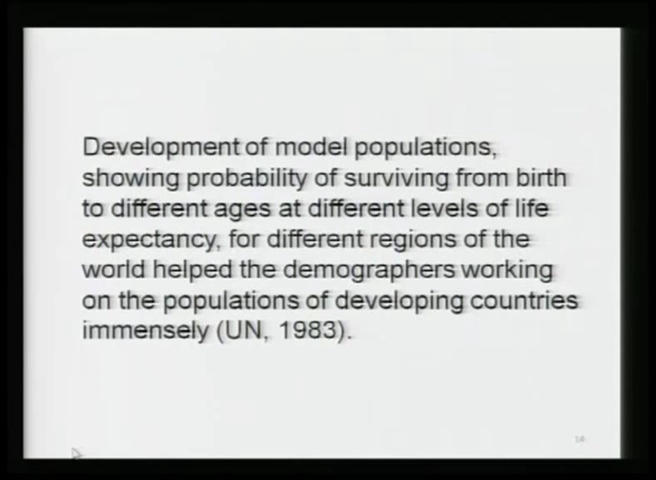 Development of model populations,
showing probability of surviving from birth
to different ages at different levels of life
expectancy, for different regions of the
world helped the demographers working
on the populations of developing countries
immensely (UN, 1983).